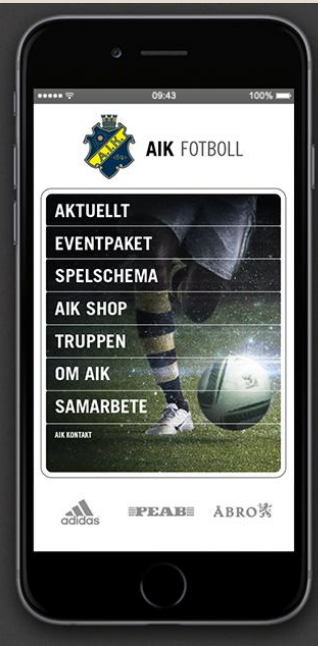 09:43 100%
A.I.K.
AIK FOTBOLL
AKTUELLT
EVENTPAKET
SPELSCHEMA
AIK SHOP
TRUPPEN
OM AIK
SAMARBETE
AIK KONTAKT
adidas PEAB ÅBRO